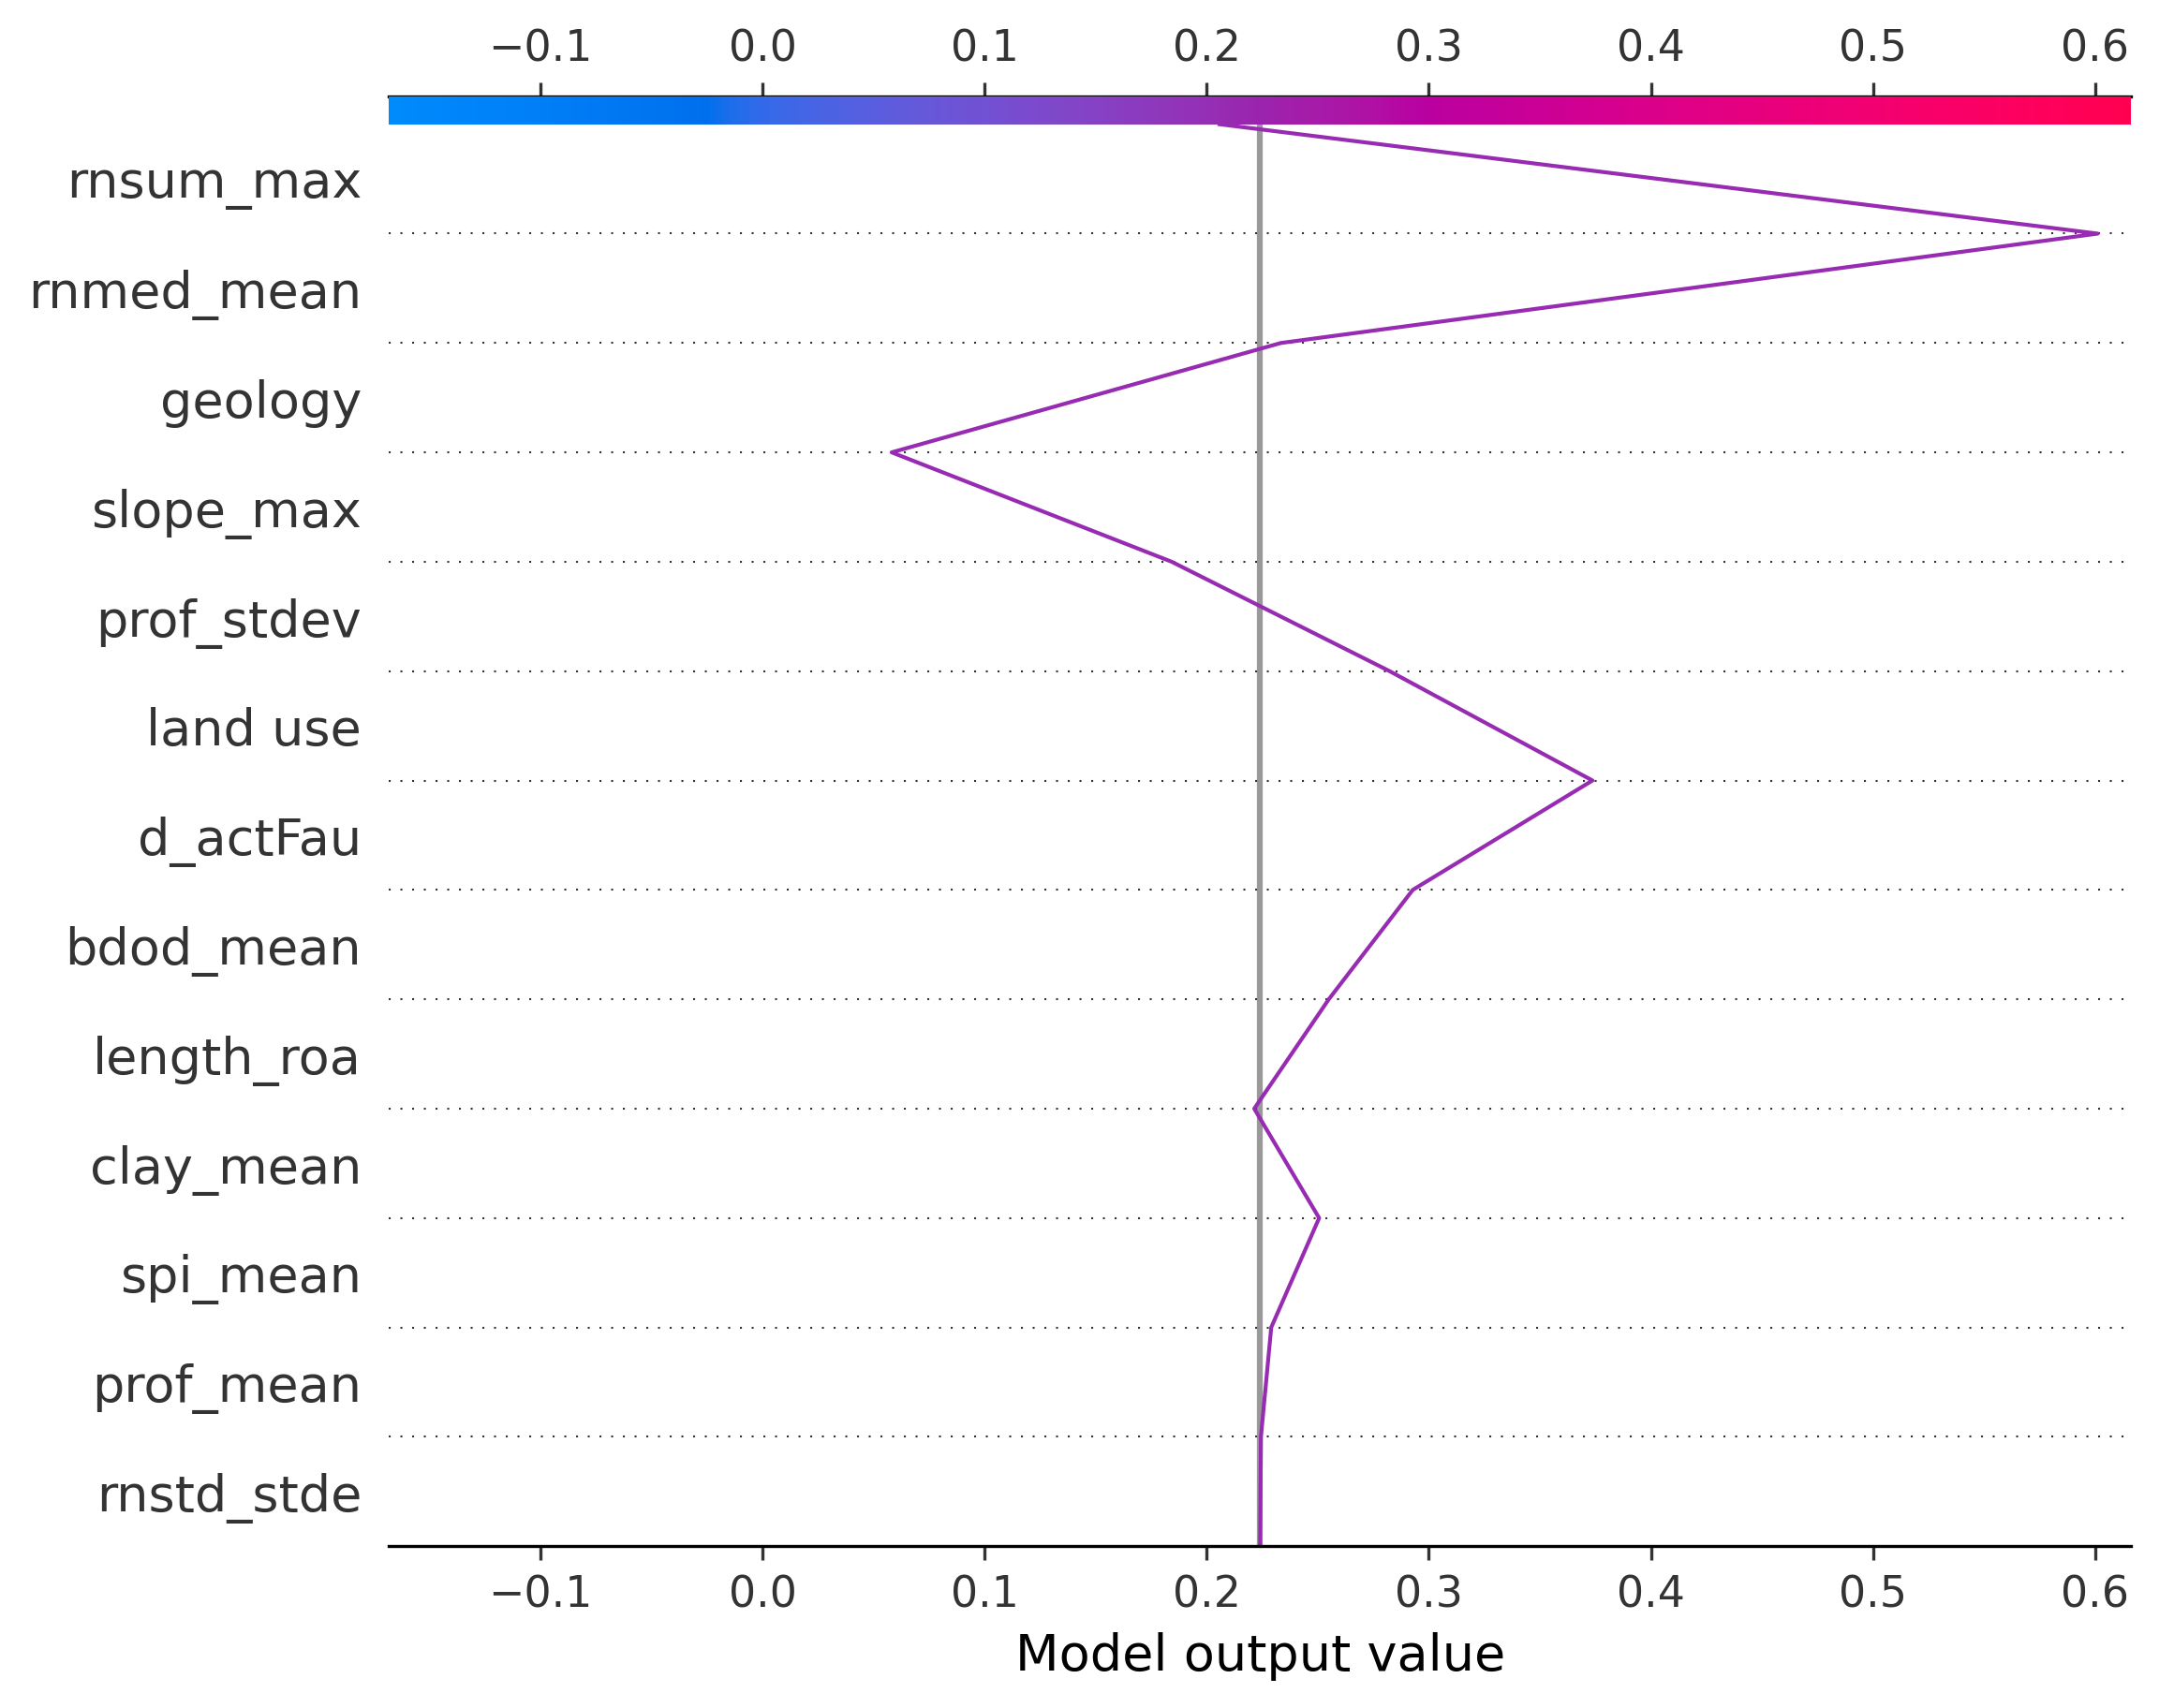 −0.1 0.0 0.1 0.2 0.3 0.4 0.5 0.6
rnsum_max
rnmed_mean
geology
slope_max
prof_stdev
land use
d_actFau
bdod_mean
length_roa
clay_mean
spi_mean
prof_mean
rnstd_stde
−0.1 0.0 0.1 0.2 0.3 0.4 0.5 0.6
Model output value